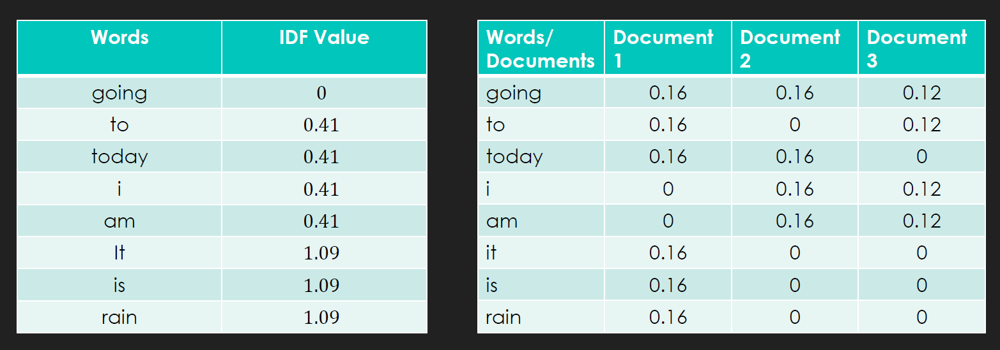 Words IDF Value
going 0
to 0.41
today 0.41
i 0.41
am 0.41
It 1.09
is 1.09
rain 1.09
Words/ Document Document Document
Documents 1 2 3
going 0.16 0.16 0.12
to 0.16 0 0.12
today 0.16 0.16 0
i 0 0.16 0.12
am 0 0.16 0.12
it 0.16 0 0
is 0.16 0 0
rain 0.16 0 0